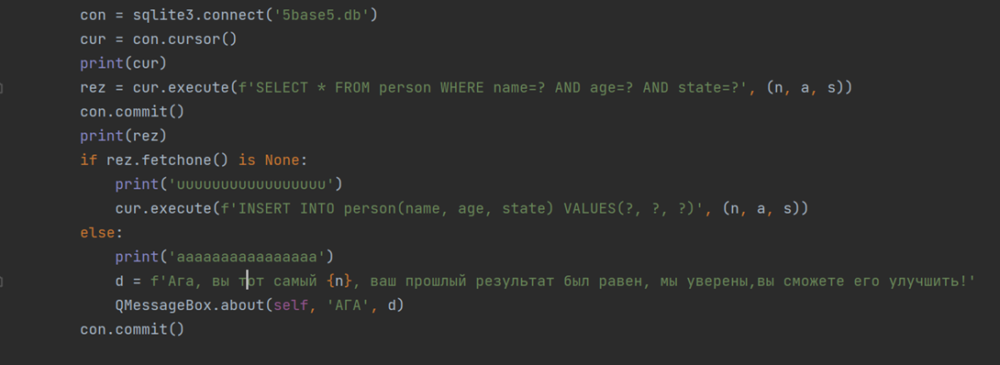 con = sqlite3.connect('5base5.db')
cur = con.cursor()
print(cur)
rez = cur.execute(f'SELECT * FROM person WHERE name=? AND age=? AND state=?', (n, a, s))
con.commit()
print(rez)
if rez.fetchone() is None:
    print('uuuuuuuuuuuuuuuuu')
    cur.execute(f'INSERT INTO person(name, age, state) VALUES(?, ?, ?)', (n, a, s))
else:
    print('aaaaaaaaaaaaaaaa')
    d = f'Ага, вы тот самый {n}, ваш прошлый результат был равен, мы уверены,вы сможете его улучшить!'
    QMessageBox.about(self, 'АГА', d)
con.commit()